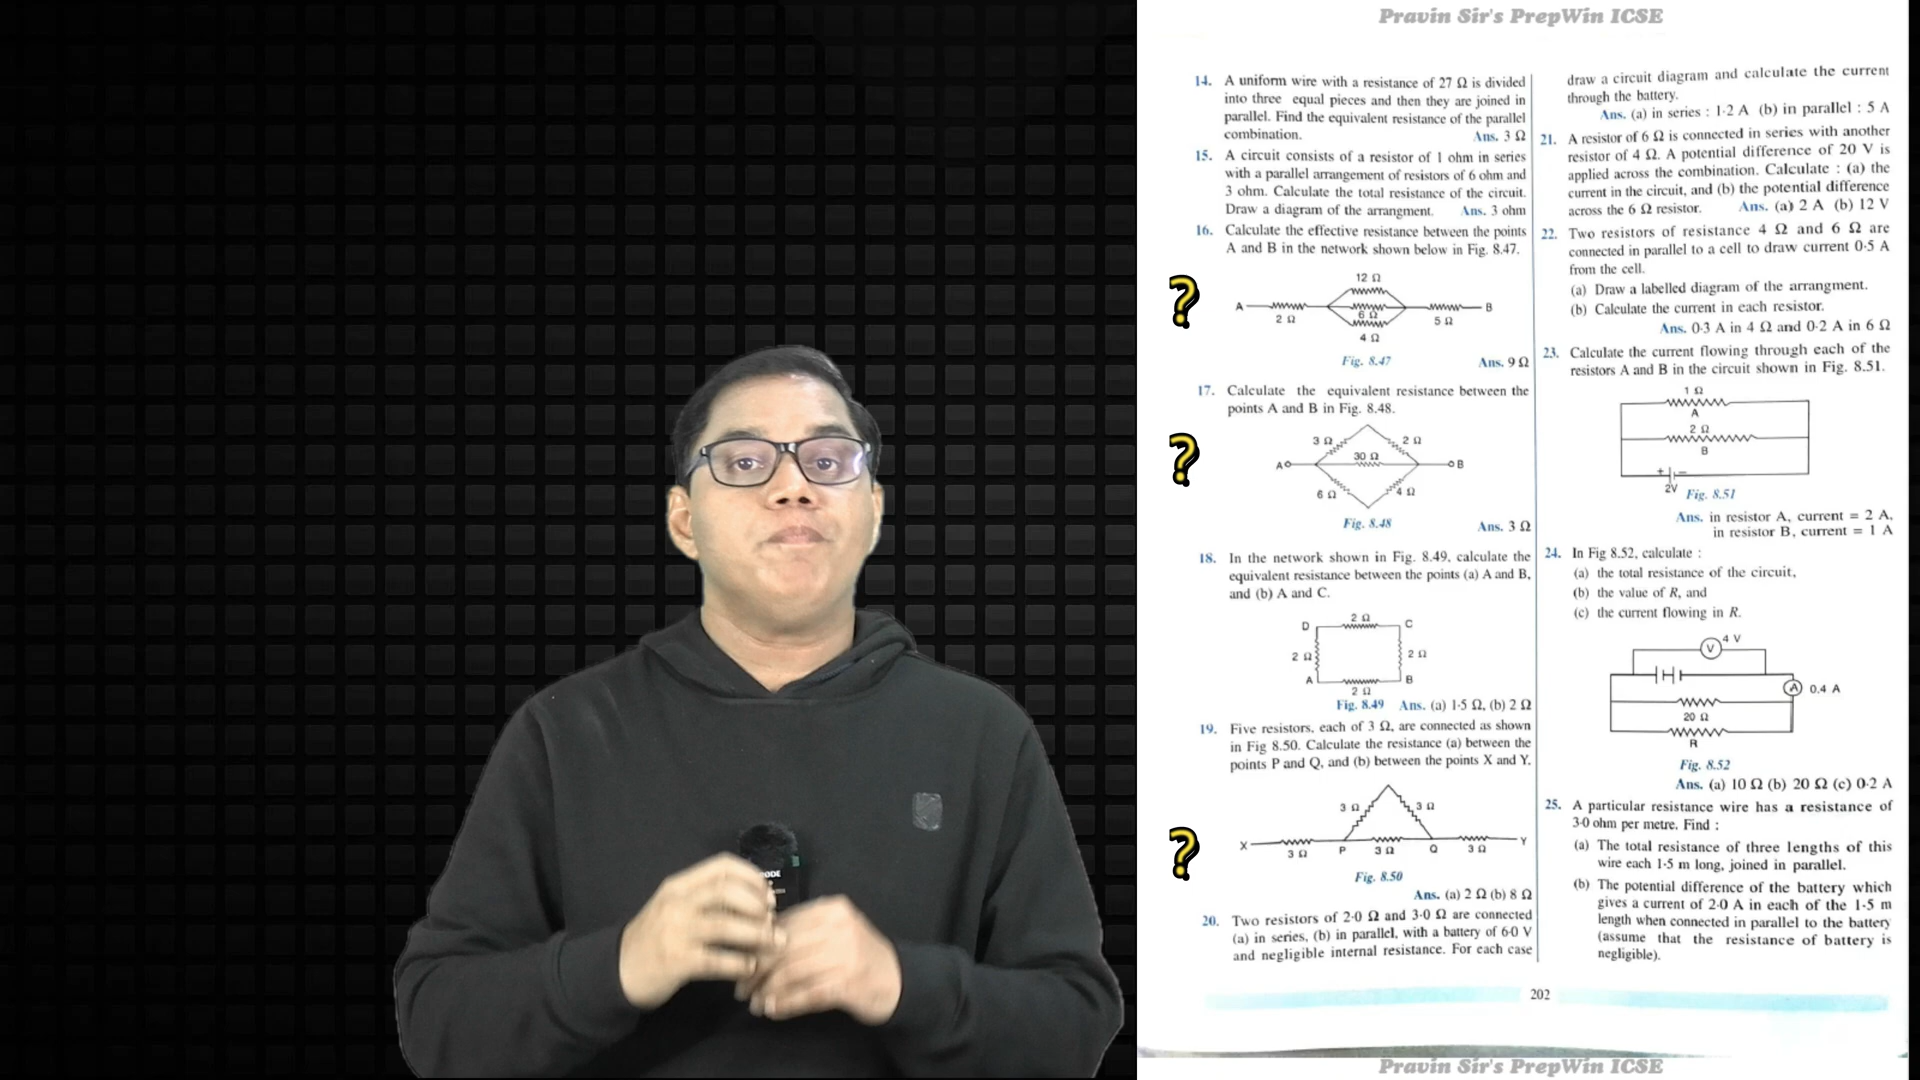 Pravin Sir's PrepWin ICSE
14. A uniform wire with a resistance of 27 Ω is divided
into three equal pieces and then they are joined in
parallel. Find the equivalent resistance of the parallel
combination. Ans. 3 Ω
15. A circuit consists of a resistor of 1 ohm in series
with a parallel arrangement of resistors of 6 ohm and
3 ohm. Calculate the total resistance of the circuit.
Draw a diagram of the arrangment. Ans. 3 ohm
16. Calculate the effective resistance between the points
A and B in the network shown below in Fig. 8.47.
?
12 Ω
A
B
2 Ω
6 Ω
5 Ω
4 Ω
Fig. 8.47 Ans. 9 Ω
17. Calculate the equivalent resistance between the
points A and B in Fig. 8.48.
?
3 Ω
2 Ω
30 Ω
A
B
6 Ω
4 Ω
Fig. 8.48 Ans. 3 Ω
18. In the network shown in Fig. 8.49, calculate the
equivalent resistance between the points (a) A and B,
and (b) A and C.
2 Ω
D
C
2 Ω
2 Ω
A
B
2 Ω
Fig. 8.49 Ans. (a) 1·5 Ω, (b) 2 Ω
19. Five resistors, each of 3 Ω, are connected as shown
in Fig 8.50. Calculate the resistance (a) between the
points P and Q, and (b) between the points X and Y.
?
3 Ω
3 Ω
X
Y
3 Ω
P
3 Ω
Q
3 Ω
Fig. 8.50
Ans. (a) 2 Ω (b) 8 Ω
20. Two resistors of 2·0 Ω and 3·0 Ω are connected
(a) in series, (b) in parallel, with a battery of 6·0 V
and negligible internal resistance. For each case
draw a circuit diagram and calculate the current
through the battery.
Ans. (a) in series : 1·2 A (b) in parallel : 5 A
21. A resistor of 6 Ω is connected in series with another
resistor of 4 Ω. A potential difference of 20 V is
applied across the combination. Calculate : (a) the
current in the circuit, and (b) the potential difference
across the 6 Ω resistor. Ans. (a) 2 A (b) 12 V
22. Two resistors of resistance 4 Ω and 6 Ω are
connected in parallel to a cell to draw current 0·5 A
from the cell.
(a) Draw a labelled diagram of the arrangment.
(b) Calculate the current in each resistor.
Ans. 0·3 A in 4 Ω and 0·2 A in 6 Ω
23. Calculate the current flowing through each of the
resistors A and B in the circuit shown in Fig. 8.51.
1 Ω
A
2 Ω
B
+ −
2V
Fig. 8.51
Ans. in resistor A, current = 2 A,
in resistor B, current = 1 A
24. In Fig 8.52, calculate :
(a) the total resistance of the circuit,
(b) the value of R, and
(c) the current flowing in R.
V
4 V
A
0.4 A
20 Ω
R
Fig. 8.52
Ans. (a) 10 Ω (b) 20 Ω (c) 0·2 A
25. A particular resistance wire has a resistance of
3·0 ohm per metre. Find :
(a) The total resistance of three lengths of this
wire each 1·5 m long, joined in parallel.
(b) The potential difference of the battery which
gives a current of 2·0 A in each of the 1·5 m
length when connected in parallel to the battery
(assume that the resistance of battery is
negligible).
202
Pravin Sir's PrepWin ICSE